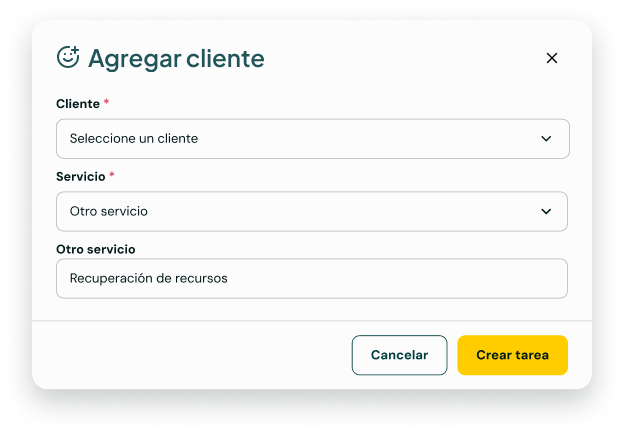 Agregar cliente
Cliente *
Seleccione un cliente
Servicio *
Otro servicio
Otro servicio
Recuperación de recursos
Cancelar
Crear tarea